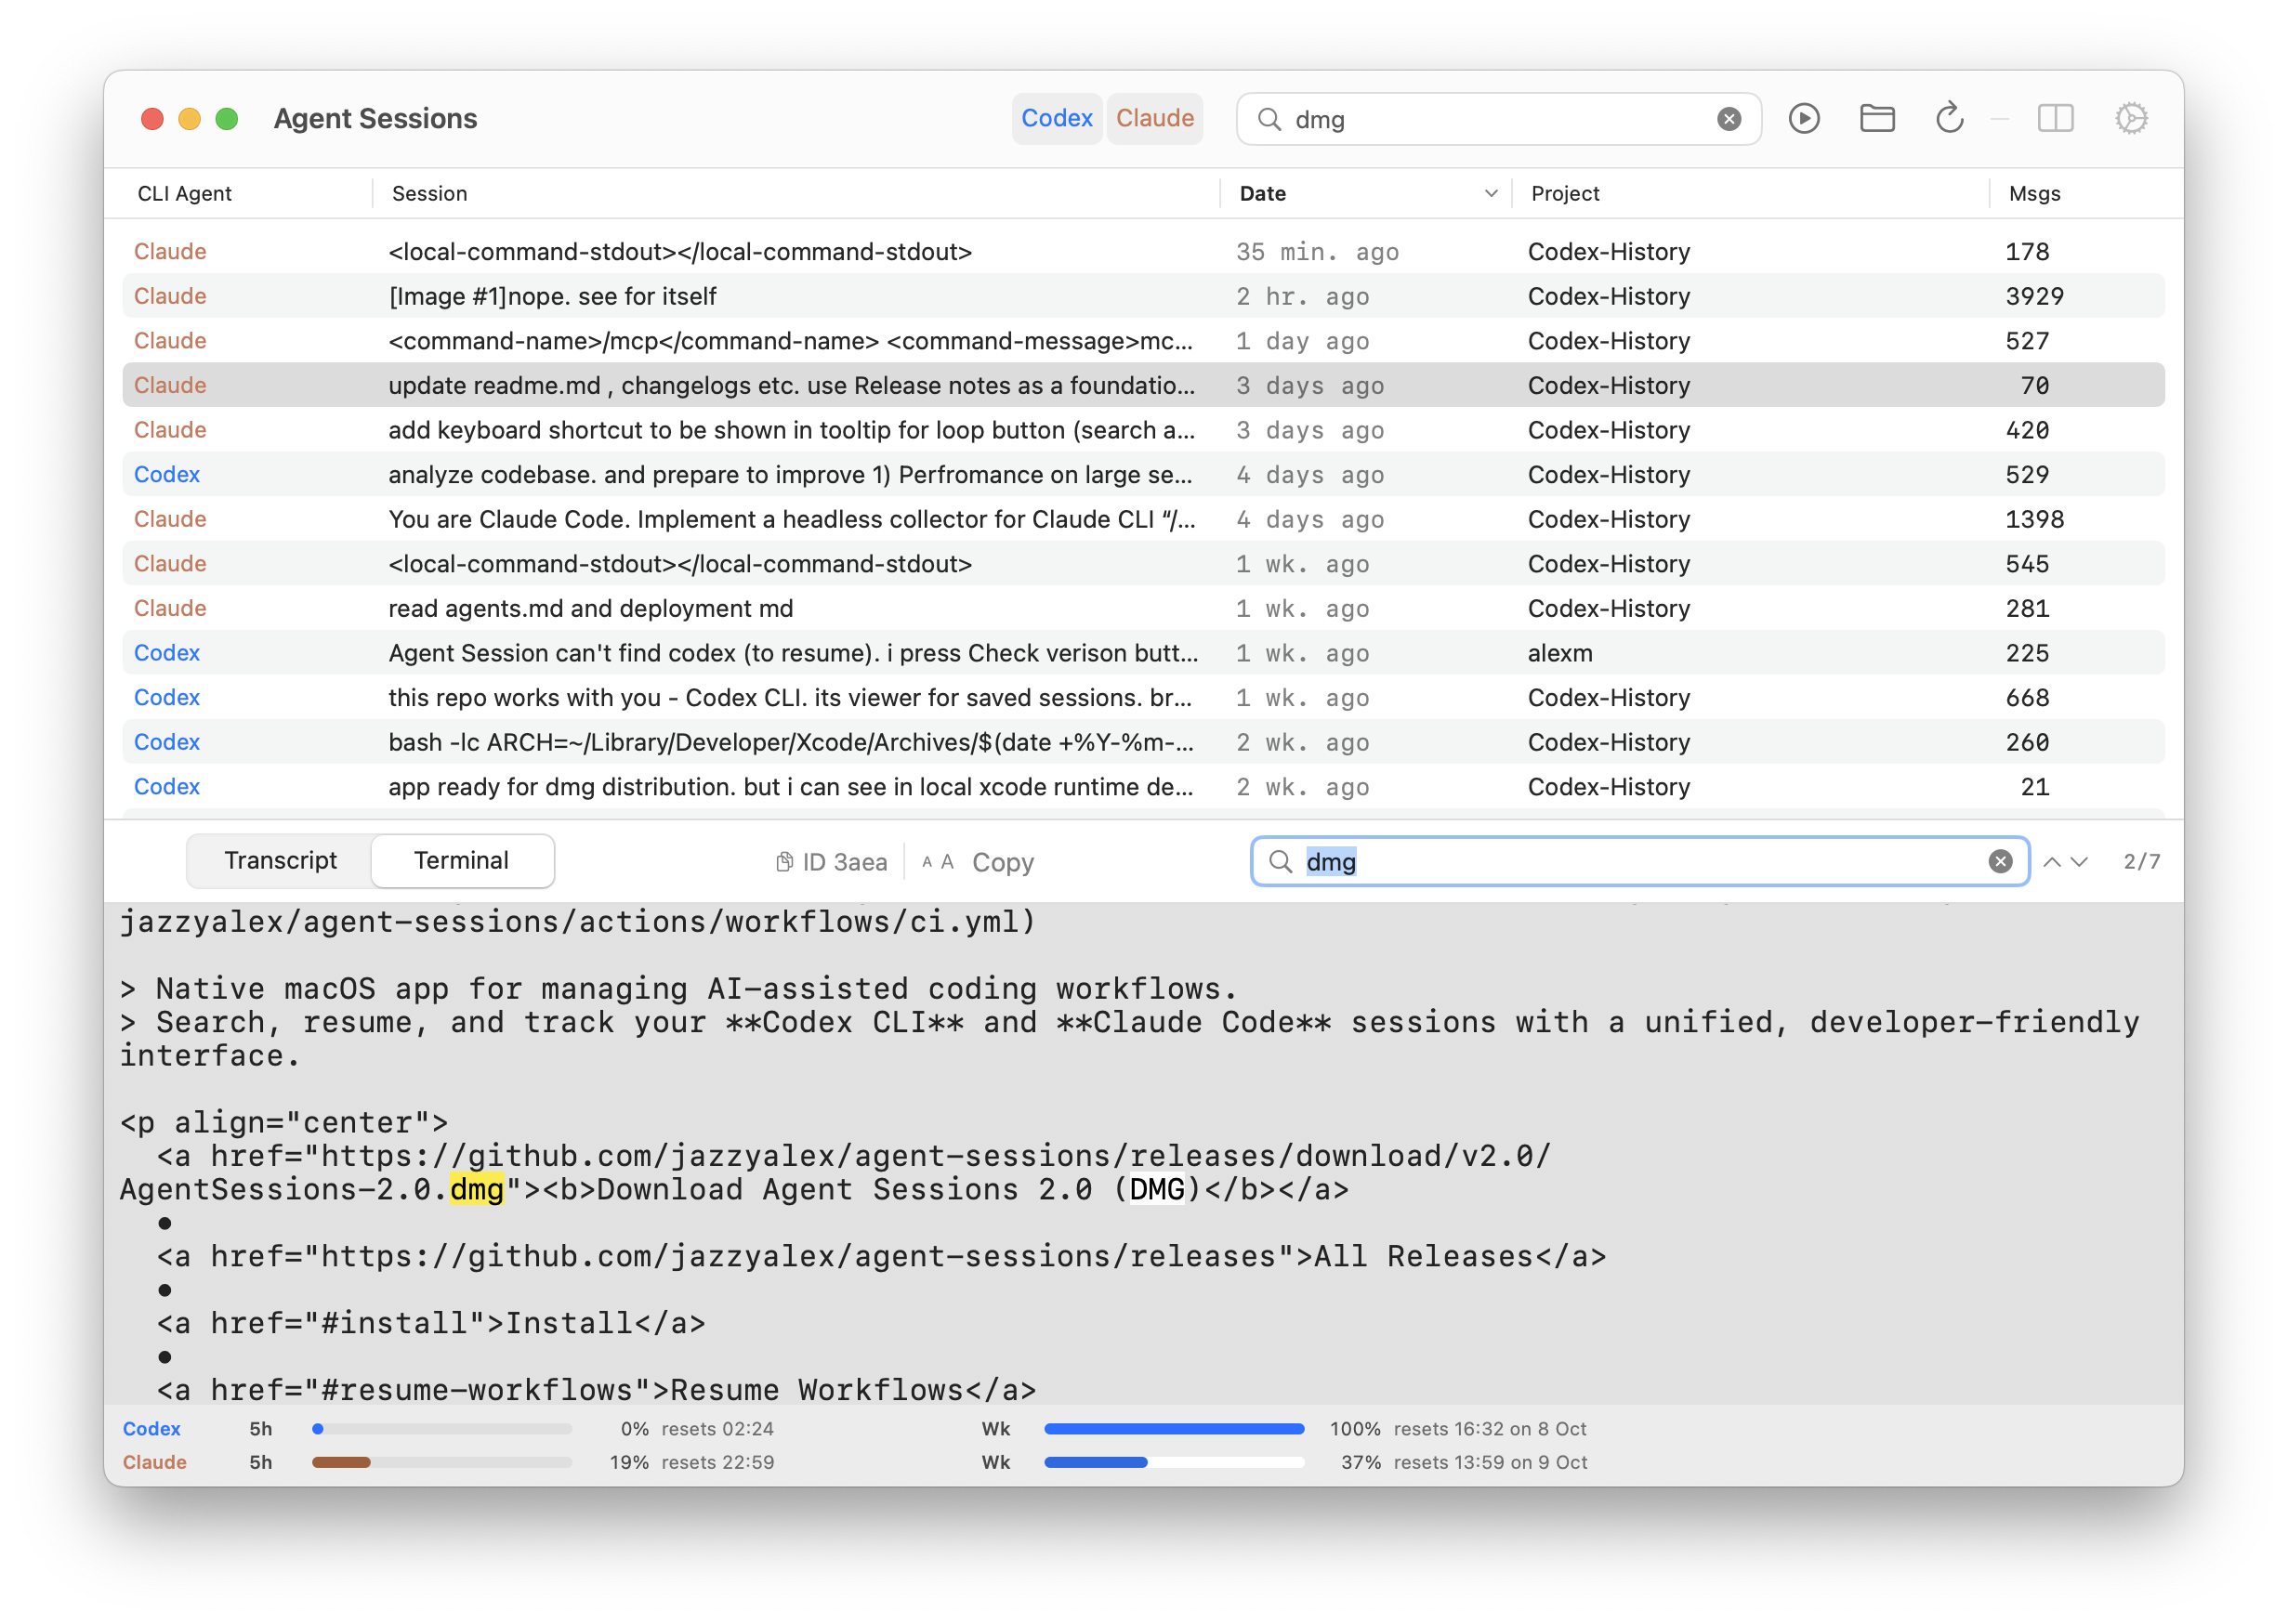 Agent Sessions Codex Claude dmg
CLI Agent Session Date Project Msgs
Claude <local-command-stdout></local-command-stdout> 35 min. ago Codex-History 178
Claude [Image #1]nope. see for itself 2 hr. ago Codex-History 3929
Claude <command-name>/mcp</command-name> <command-message>mc... 1 day ago Codex-History 527
Claude update readme.md , changelogs etc. use Release notes as a foundatio... 3 days ago Codex-History 70
Claude add keyboard shortcut to be shown in tooltip for loop button (search a... 3 days ago Codex-History 420
Codex analyze codebase. and prepare to improve 1) Perfromance on large se... 4 days ago Codex-History 529
Claude You are Claude Code. Implement a headless collector for Claude CLI “/... 4 days ago Codex-History 1398
Claude <local-command-stdout></local-command-stdout> 1 wk. ago Codex-History 545
Claude read agents.md and deployment md 1 wk. ago Codex-History 281
Codex Agent Session can't find codex (to resume). i press Check verison butt... 1 wk. ago alexm 225
Codex this repo works with you - Codex CLI. its viewer for saved sessions. br... 1 wk. ago Codex-History 668
Codex bash -lc ARCH=~/Library/Developer/Xcode/Archives/$(date +%Y-%m-... 2 wk. ago Codex-History 260
Codex app ready for dmg distribution. but i can see in local xcode runtime de... 2 wk. ago Codex-History 21
Transcript Terminal ID 3aea A A Copy dmg 2/7
jazzyalex/agent-sessions/actions/workflows/ci.yml)
> Native macOS app for managing AI-assisted coding workflows.
> Search, resume, and track your **Codex CLI** and **Claude Code** sessions with a unified, developer-friendly
interface.
<p align="center">
<a href="https://github.com/jazzyalex/agent-sessions/releases/download/v2.0/
AgentSessions-2.0.dmg"><b>Download Agent Sessions 2.0 (DMG)</b></a>
•
<a href="https://github.com/jazzyalex/agent-sessions/releases">All Releases</a>
•
<a href="#install">Install</a>
•
<a href="#resume-workflows">Resume Workflows</a>
Codex 5h 0% resets 02:24 Wk 100% resets 16:32 on 8 Oct
Claude 5h 19% resets 22:59 Wk 37% resets 13:59 on 9 Oct